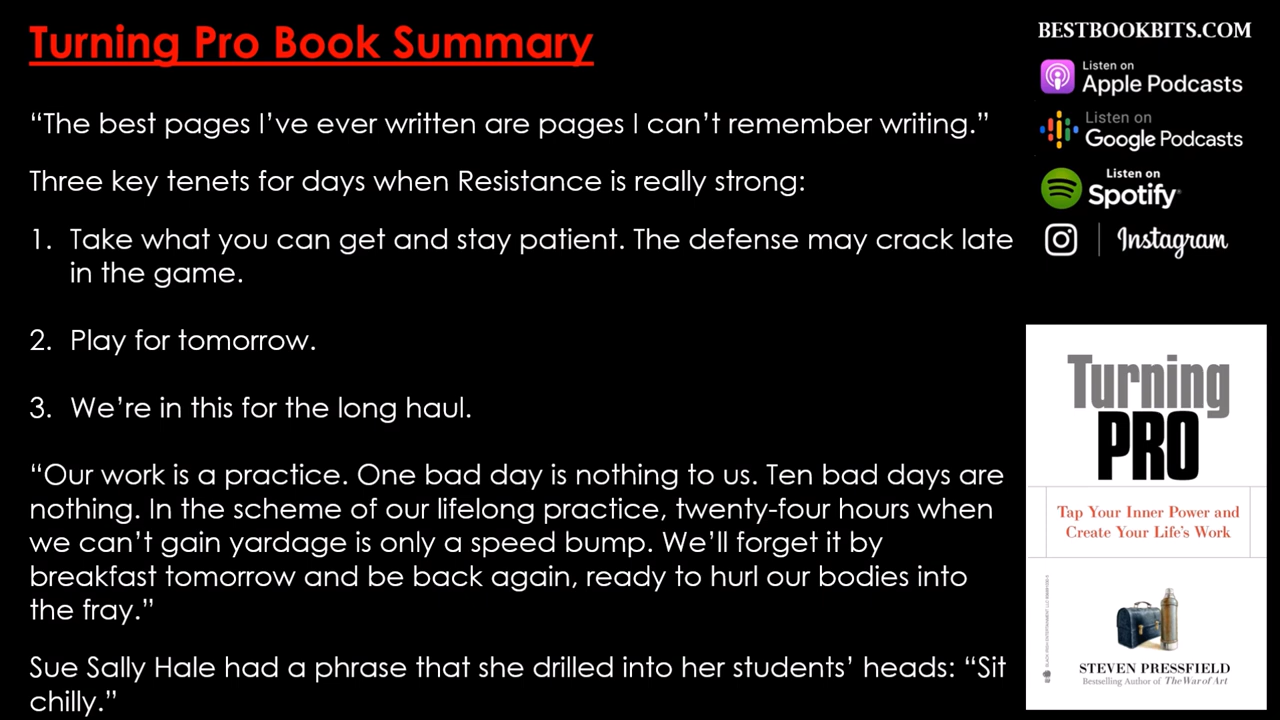 Turning Pro Book Summary
“The best pages I’ve ever written are pages I can’t remember writing.”
Three key tenets for days when Resistance is really strong:
1. Take what you can get and stay patient. The defense may crack late
in the game.
2. Play for tomorrow.
3. We’re in this for the long haul.
“Our work is a practice. One bad day is nothing to us. Ten bad days are
nothing. In the scheme of our lifelong practice, twenty-four hours when
we can’t gain yardage is only a speed bump. We’ll forget it by
breakfast tomorrow and be back again, ready to hurl our bodies into
the fray.”
Sue Sally Hale had a phrase that she drilled into her students’ heads: “Sit
chilly.”
BESTBOOKBITS.COM
Listen on
Apple Podcasts
Listen on
Google Podcasts
Listen on
Spotify
Instagram
Turning
PRO
Tap Your Inner Power and
Create Your Life’s Work
STEVEN PRESSFIELD
Bestselling Author of The War of Art